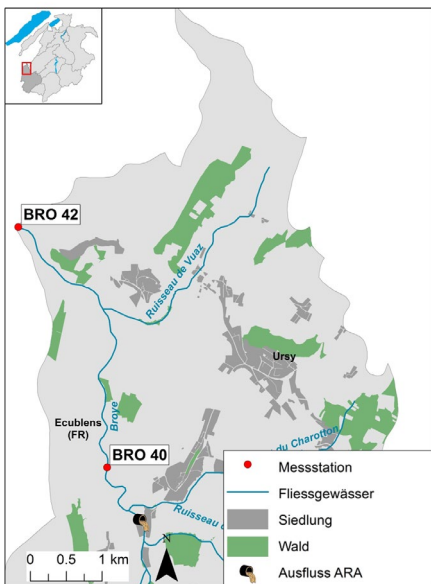 BRO 42
Ruisseau de Vuaz
Ursy
Broye
Ecublens
(FR)
du Charotton
BRO 40
Ruisseau
N
0 0.5 1 km
Messstation
Fliessgewässer
Siedlung
Wald
Ausfluss ARA